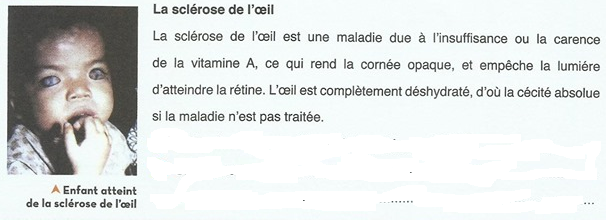 La sclérose de l'œil
La sclérose de l'œil est une maladie due à l'insuffisance ou la carence
de la vitamine A, ce qui rend la cornée opaque, et empêche la lumière
d'atteindre la rétine. L'œil est complètement déshydraté, d'où la cécité absolue
si la maladie n'est pas traitée.
Enfant atteint
de la sclérose de l'œil